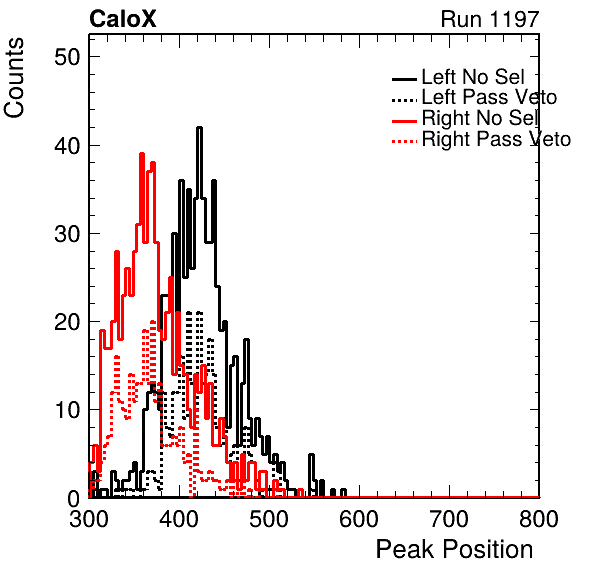 CaloX Run 1197
Counts
50
40
30
20
10
0
Left No Sel
Left Pass Veto
Right No Sel
Right Pass Veto
300 400 500 600 700 800
Peak Position